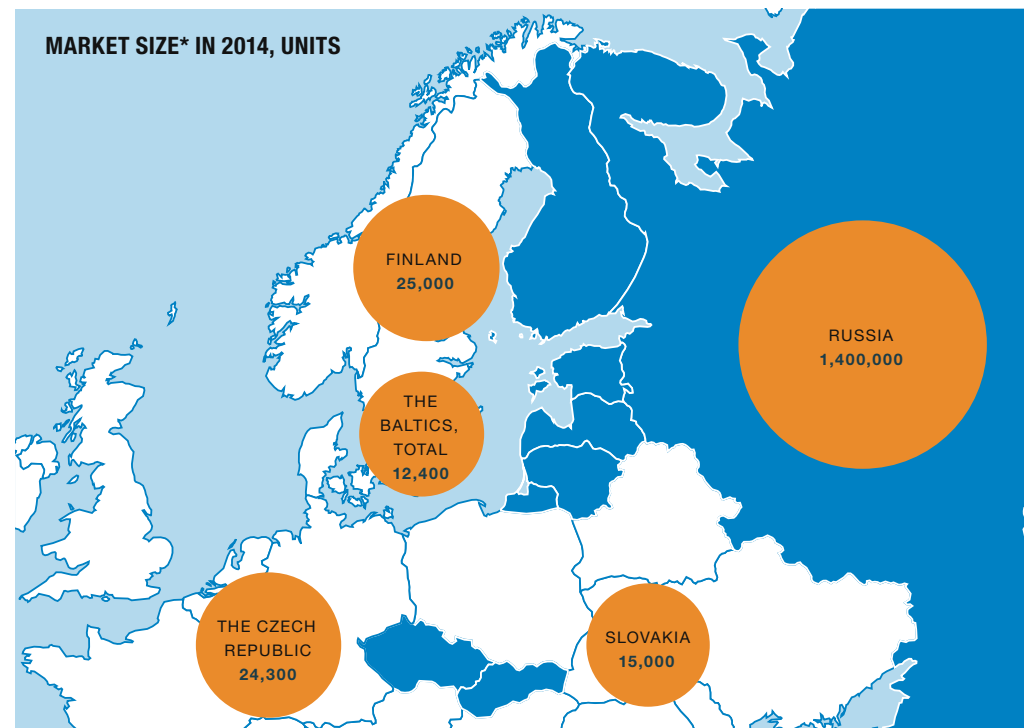 MARKET SIZE* IN 2014, UNITS
FINLAND
25,000
RUSSIA
1,400,000
THE
BALTICS,
TOTAL
12,400
THE CZECH
REPUBLIC
24,300
SLOVAKIA
15,000